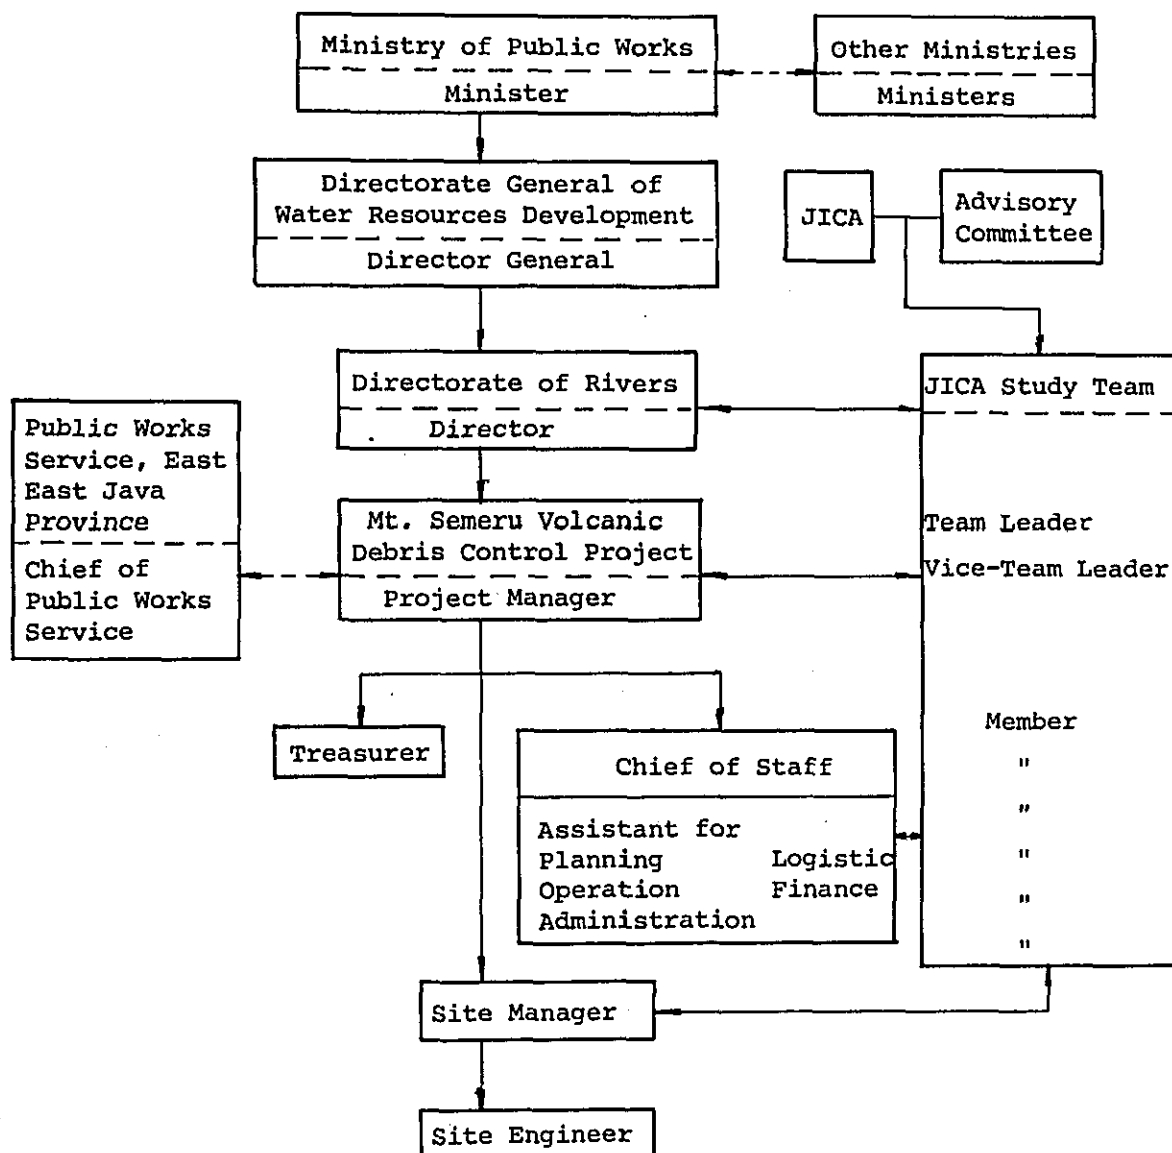 Ministry of Public Works
Minister
Other Ministries
Ministers
Directorate General of
Water Resources Development
Director General
JICA
Advisory
Committee
Directorate of Rivers
Director
JICA Study Team
Team Leader
Vice-Team Leader
Member
"
"
"
"
"
Public Works
Service, East
East Java
Province
Chief of
Public Works
Service
Mt. Semeru Volcanic
Debris Control Project
Project Manager
Treasurer
Chief of Staff
Assistant for
Planning Logistic
Operation Finance
Administration
Site Manager
Site Engineer